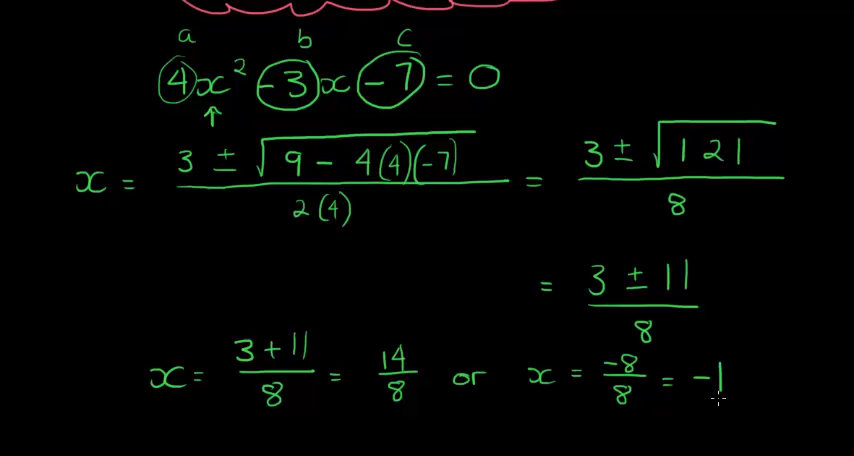 a b c
4x² -3x -7 = 0
x = (3 ± √(9 - 4(4)(-7))) / 2(4) = (3 ± √121) / 8
= (3 ± 11) / 8
x = (3+11) / 8 = 14/8 or x = -8/8 = -1